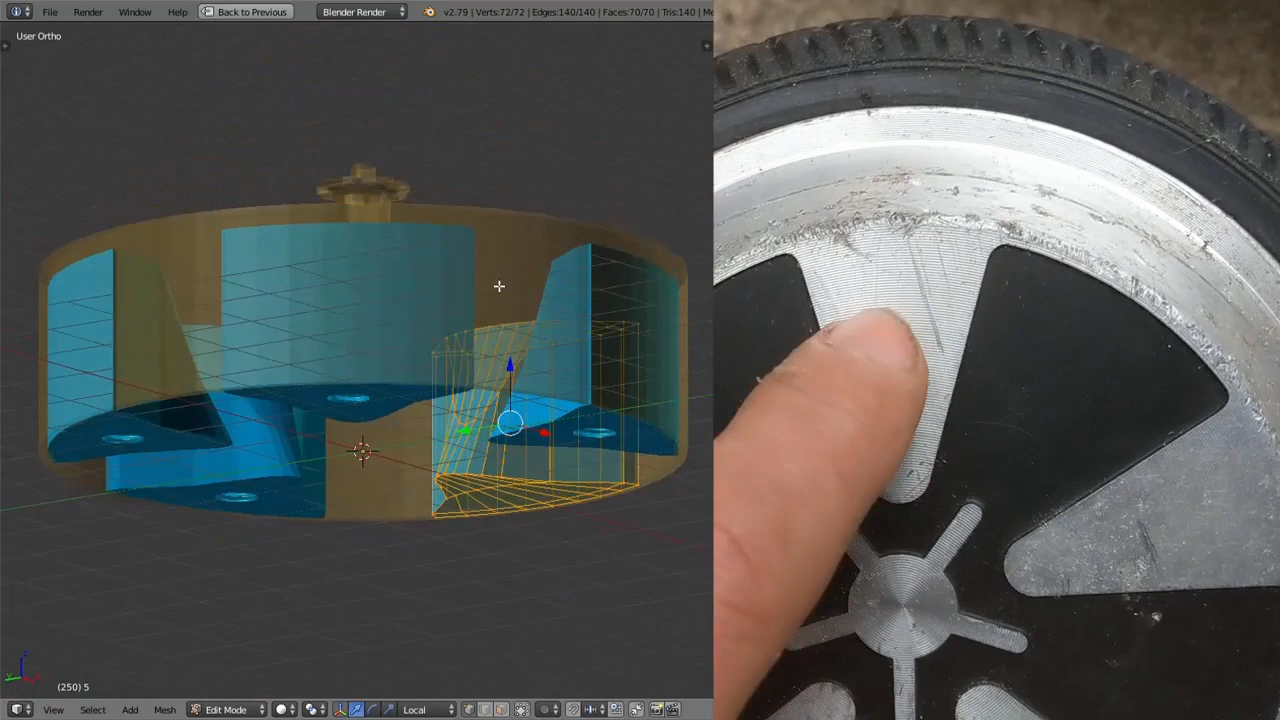 File Render Window Help Back to Previous Blender Render v2.79 | Verts:72/72 | Edges:140/140 | Faces:70/70 | Tris:140 | Me
User Ortho
(250) 5
View Select Add Mesh Edit Mode Local